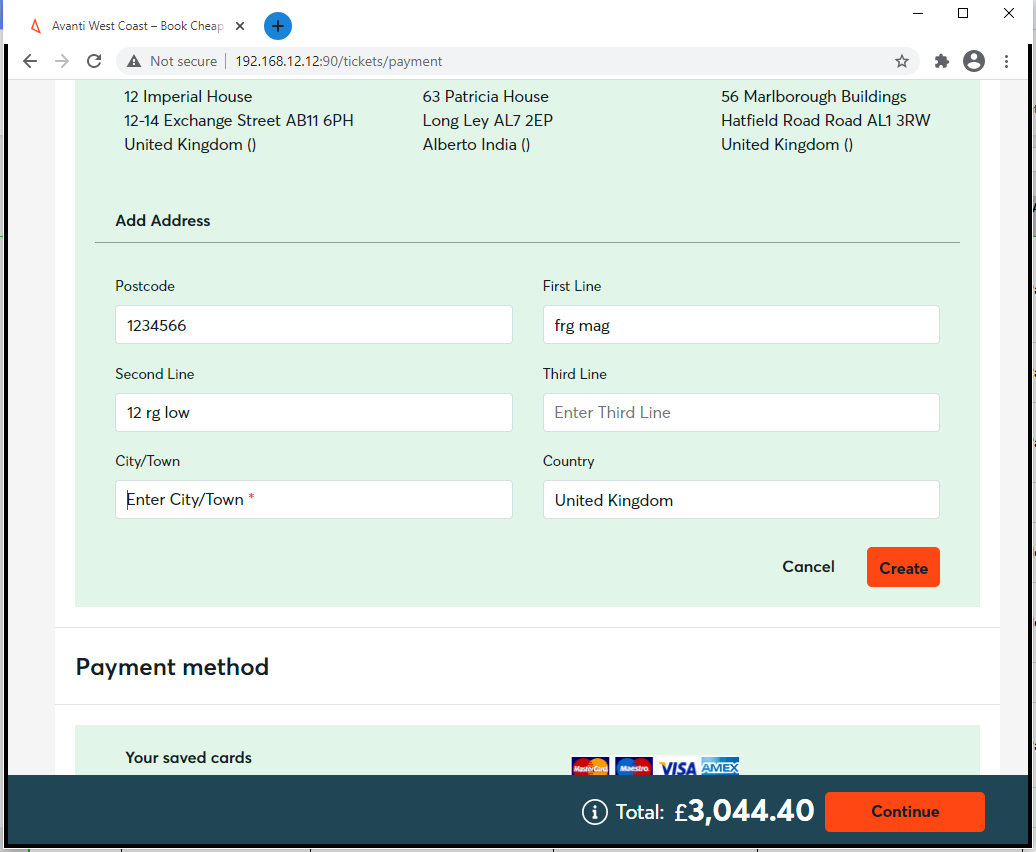 Avanti West Coast – Book Cheap
Not secure | 192.168.12.12:90/tickets/payment
12 Imperial House
12-14 Exchange Street AB11 6PH
United Kingdom ()
63 Patricia House
Long Ley AL7 2EP
Alberto India ()
56 Marlborough Buildings
Hatfield Road Road AL1 3RW
United Kingdom ()
Add Address
Postcode
1234566
First Line
frg mag
Second Line
12 rg low
Third Line
Enter Third Line
City/Town
Enter City/Town *
Country
United Kingdom
Cancel
Create
Payment method
Your saved cards
MasterCard Maestro VISA AMEX
Total: £3,044.40
Continue